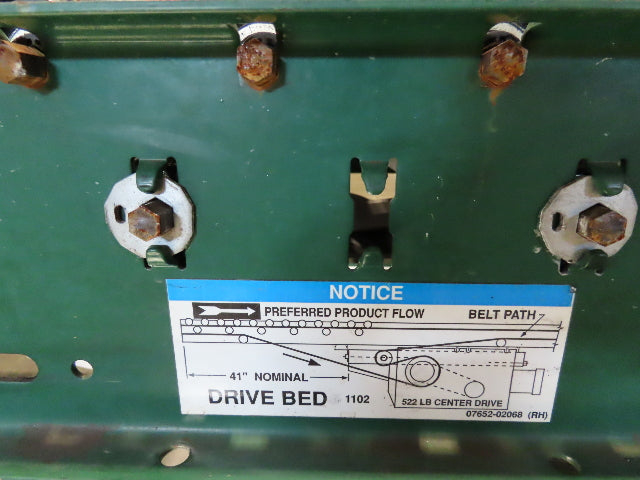 NOTICE
PREFERRED PRODUCT FLOW BELT PATH
41" NOMINAL
DRIVE BED 1102
522 LB CENTER DRIVE
07652-02068 (RH)